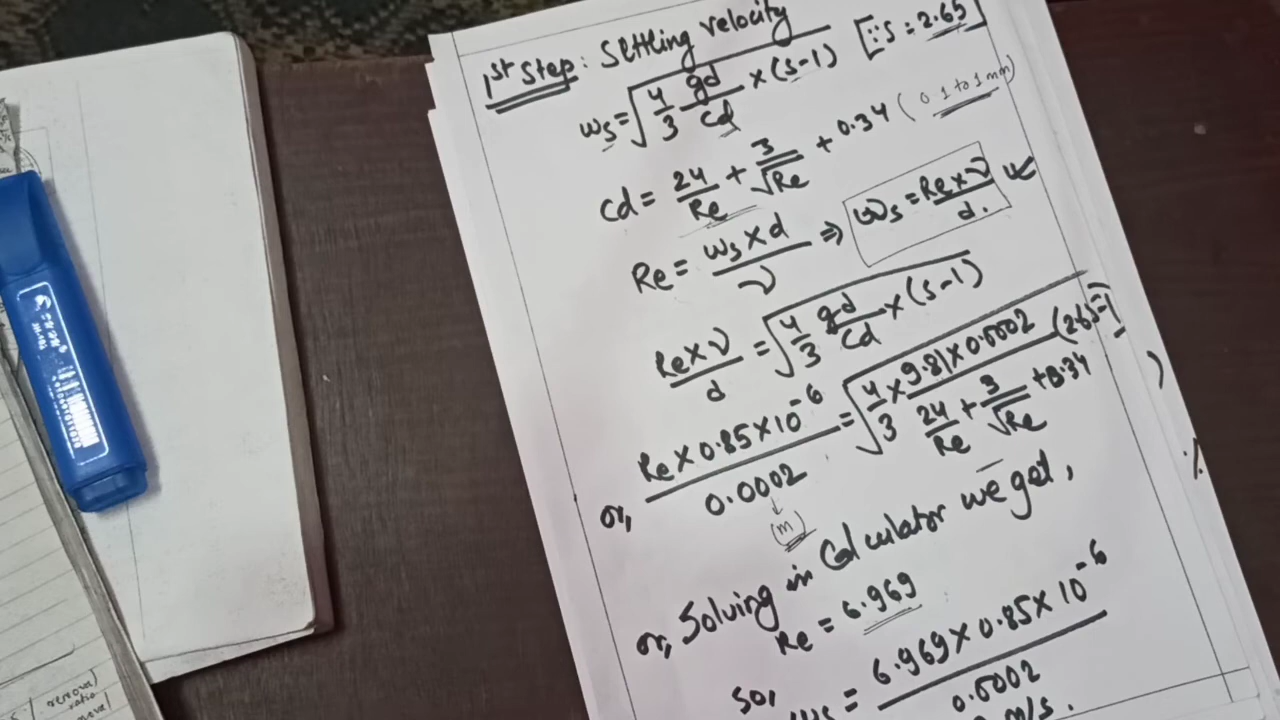 1st Step: Settling velocity
ws = √(4/3 gd/Cd × (s-1)) [∵s = 2.65]
Cd = 24/Re + 3/√Re + 0.34 (0.1 to 1 mm)
Re = ws × d / ν ⇒ ws = Re × ν / d.
Re × ν / d = √(4/3 gd/Cd × (s-1))
or, Re × 0.85 × 10⁻⁶ / 0.0002 = √(4/3 × 9.81 × 0.0002 / (24/Re + 3/√Re + 0.34) (2.65-1))
(m)
or, Solving in Calculator we get,
Re = 6.969
So,
ws = 6.969 × 0.85 × 10⁻⁶ / 0.0002
m/s.
removal
ratio